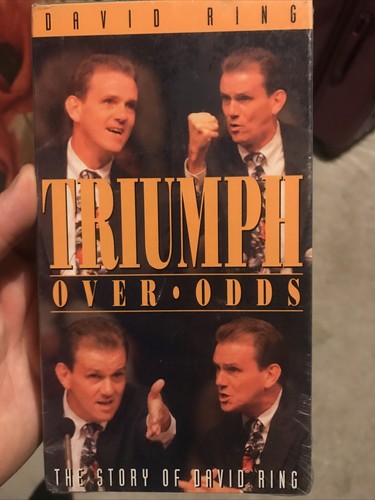 DAVID RING
TRIUMPH
OVER • ODDS
THE STORY OF DAVID RING